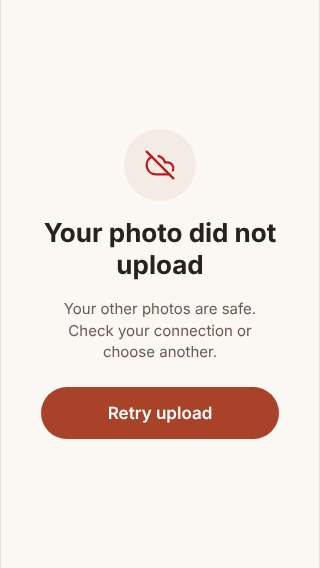 Your photo did not
upload
Your other photos are safe.
Check your connection or
choose another.
Retry upload